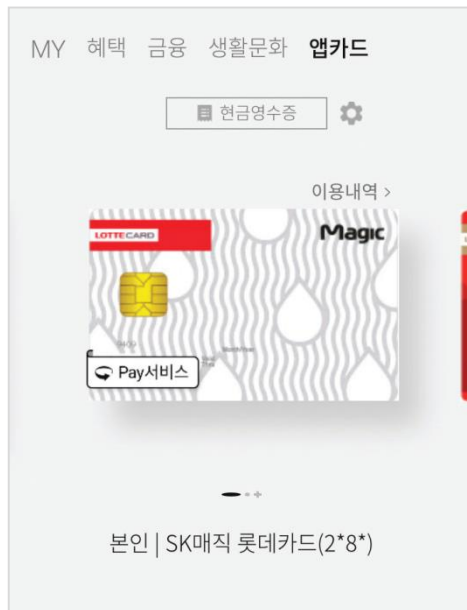 MY 혜택 금융 생활문화 앱카드
현금영수증
이용내역 >
LOTTECARD
Magic
Month/Year
Pay서비스
본인 | SK매직 롯데카드(2*8*)